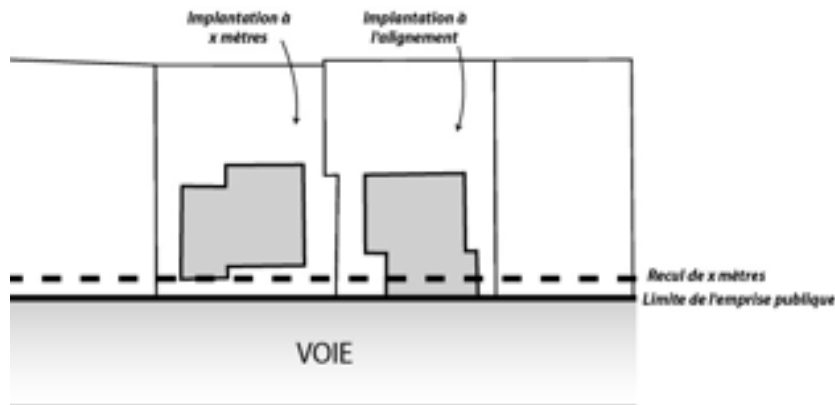 Implantation à
x mètres
Implantation à
l'alignement
Recul de x mètres
Limite de l'emprise publique
VOIE